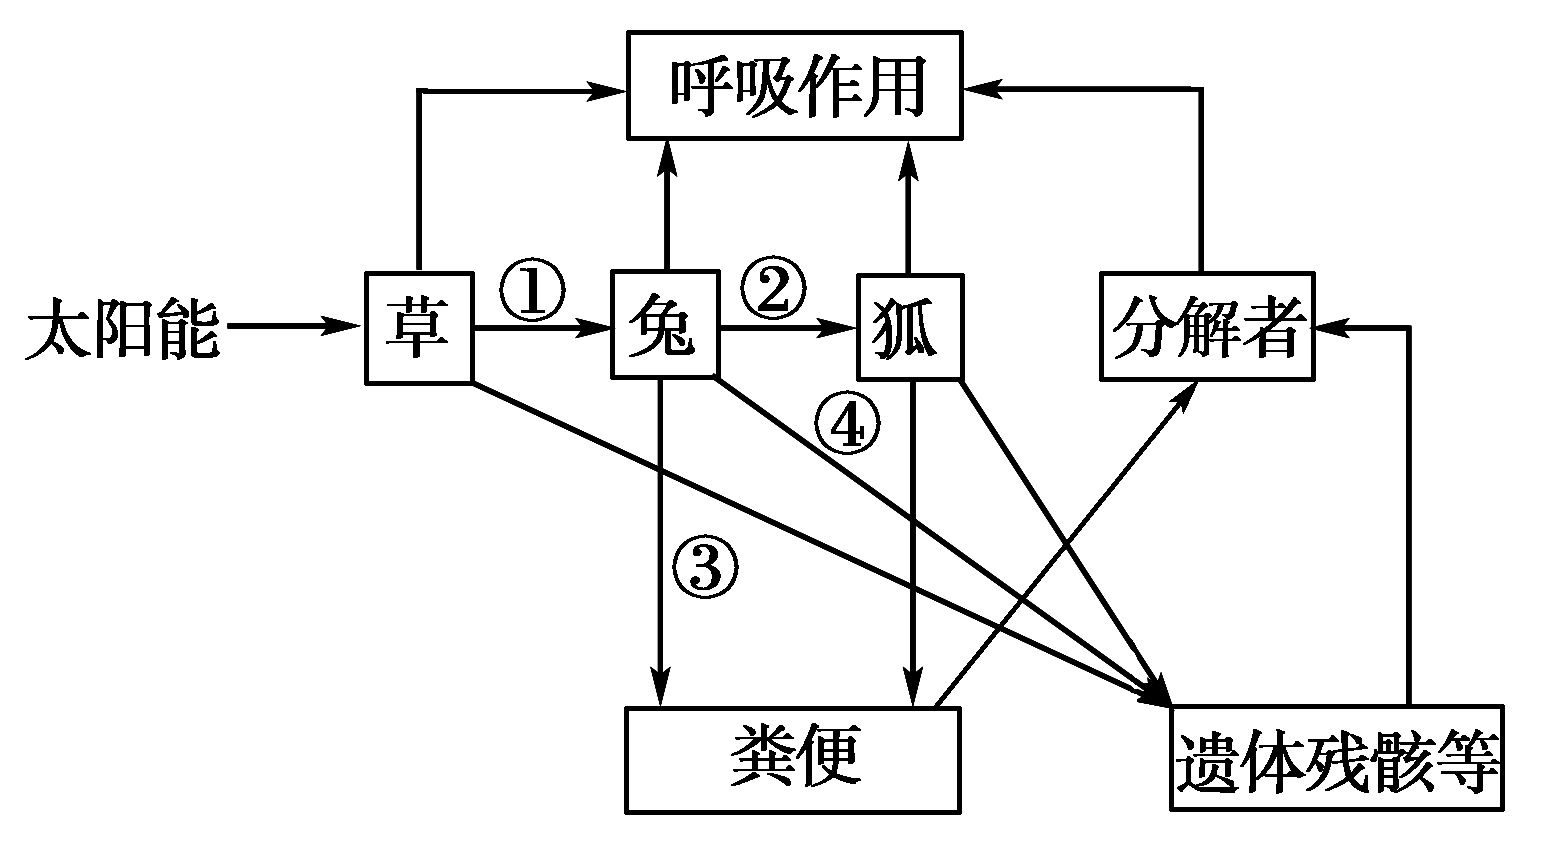 呼吸作用
太阳能
草
①
兔
②
狐
分解者
④
③
粪便
遗体残骸等